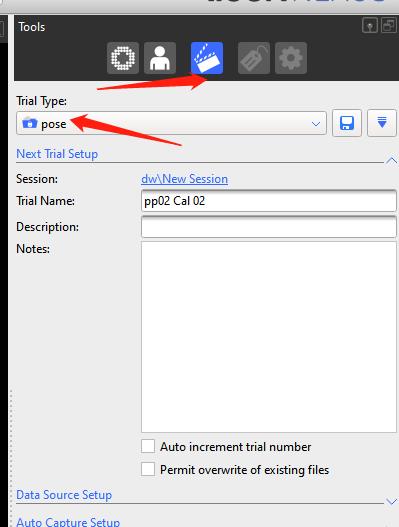 Tools
Trial Type:
pose
Next Trial Setup
Session: dw\New Session
Trial Name: pp02 Cal 02
Description:
Notes:
Auto increment trial number
Permit overwrite of existing files
Data Source Setup
Auto Capture Setup